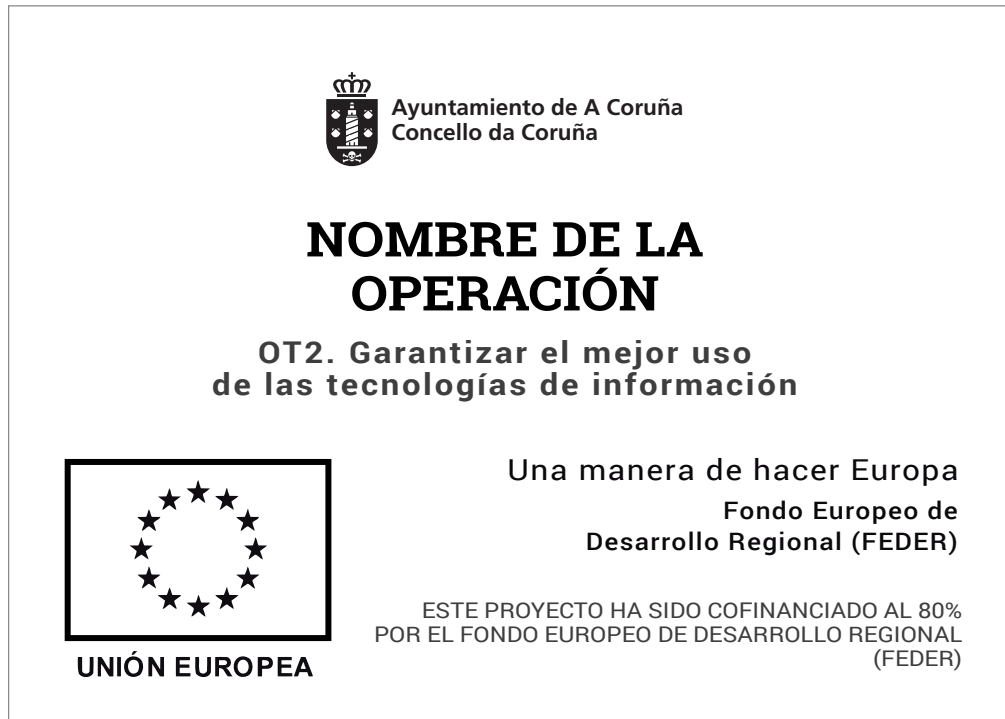 Ayuntamiento de A Coruña
Concello da Coruña
NOMBRE DE LA
OPERACIÓN
OT2. Garantizar el mejor uso
de las tecnologías de información
Una manera de hacer Europa
Fondo Europeo de
Desarrollo Regional (FEDER)
ESTE PROYECTO HA SIDO COFINANCIADO AL 80%
POR EL FONDO EUROPEO DE DESARROLLO REGIONAL
(FEDER)
UNIÓN EUROPEA